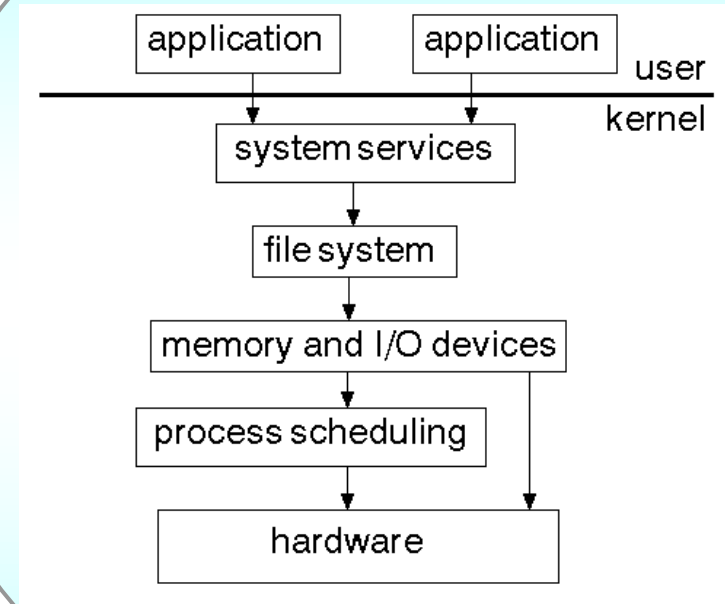 application
application
user
kernel
system services
file system
memory and I/O devices
process scheduling
hardware